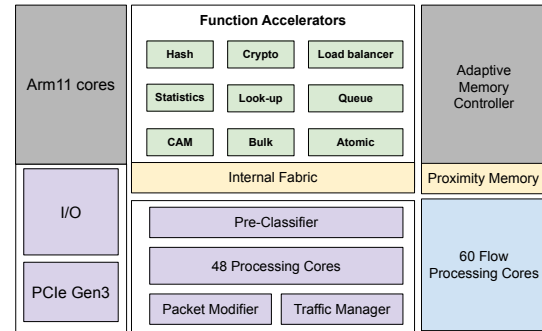 Arm11 cores
Function Accelerators
Hash
Crypto
Load balancer
Statistics
Look-up
Queue
CAM
Bulk
Atomic
Adaptive
Memory
Controller
Internal Fabric
Proximity Memory
I/O
PCIe Gen3
Pre-Classifier
48 Processing Cores
Packet Modifier
Traffic Manager
60 Flow
Processing Cores